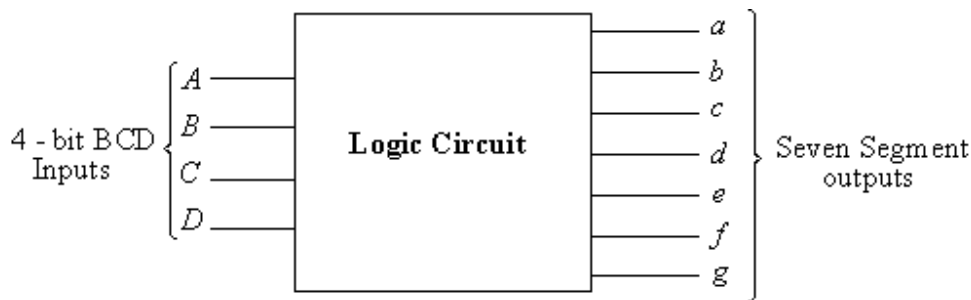 4 - bit BCD
Inputs
A
B
C
D
Logic Circuit
a
b
c
d
e
f
g
Seven Segment
outputs